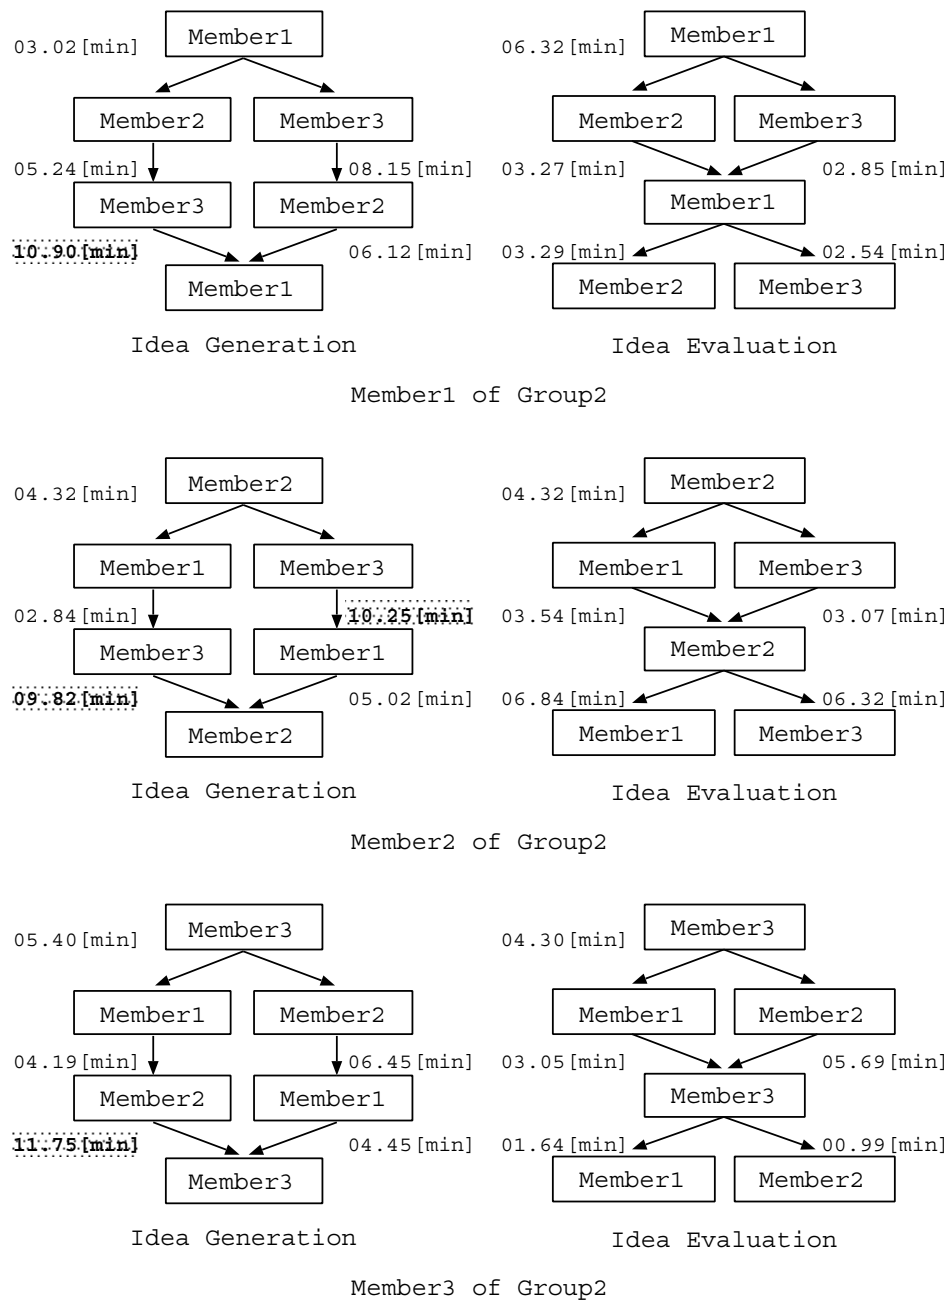 03.02[min] Member1 06.32[min] Member1
Member2 Member3 Member2 Member3
05.24[min] 08.15[min] 03.27[min] 02.85[min]
Member3 Member2 Member1
10.90[min] 06.12[min] 03.29[min] 02.54[min]
Member1 Member2 Member3
Idea Generation Idea Evaluation
Member1 of Group2
04.32[min] Member2 04.32[min] Member2
Member1 Member3 Member1 Member3
02.84[min] 10.25[min] 03.54[min] 03.07[min]
Member3 Member1 Member2
09.82[min] 05.02[min] 06.84[min] 06.32[min]
Member2 Member1 Member3
Idea Generation Idea Evaluation
Member2 of Group2
05.40[min] Member3 04.30[min] Member3
Member1 Member2 Member1 Member2
04.19[min] 06.45[min] 03.05[min] 05.69[min]
Member2 Member1 Member3
11.75[min] 04.45[min] 01.64[min] 00.99[min]
Member3 Member1 Member2
Idea Generation Idea Evaluation
Member3 of Group2